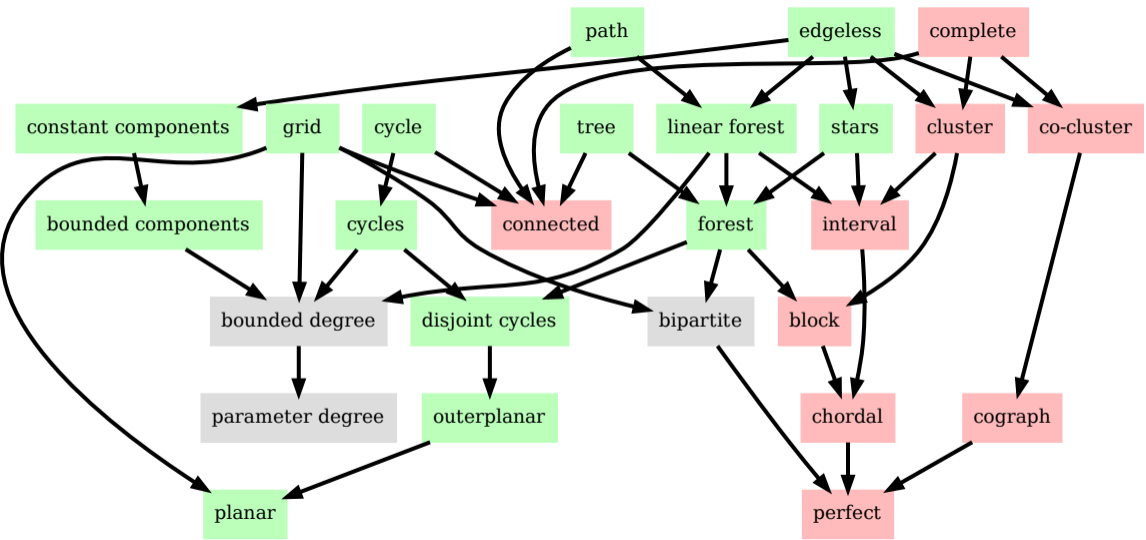 path
edgeless
complete
constant components
grid
cycle
tree
linear forest
stars
cluster
co-cluster
bounded components
cycles
connected
forest
interval
bounded degree
disjoint cycles
bipartite
block
parameter degree
outerplanar
chordal
cograph
planar
perfect